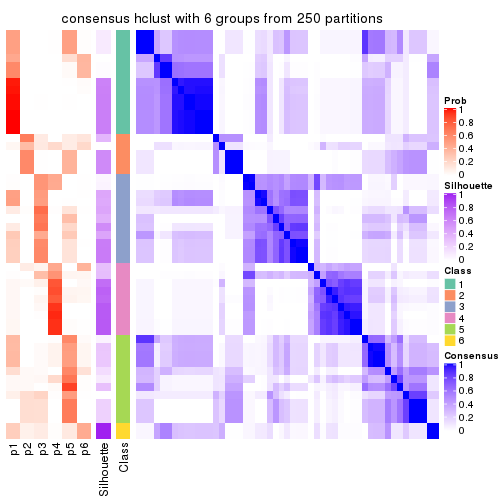 consensus hclust with 6 groups from 250 partitions
Prob
1
0.8
0.6
0.4
0.2
0
Silhouette
1
0.8
0.6
0.4
0.2
0
Class
1
2
3
4
5
6
Consensus
1
0.8
0.6
0.4
0.2
0
p1
p2
p3
p4
p5
p6
Silhouette
Class